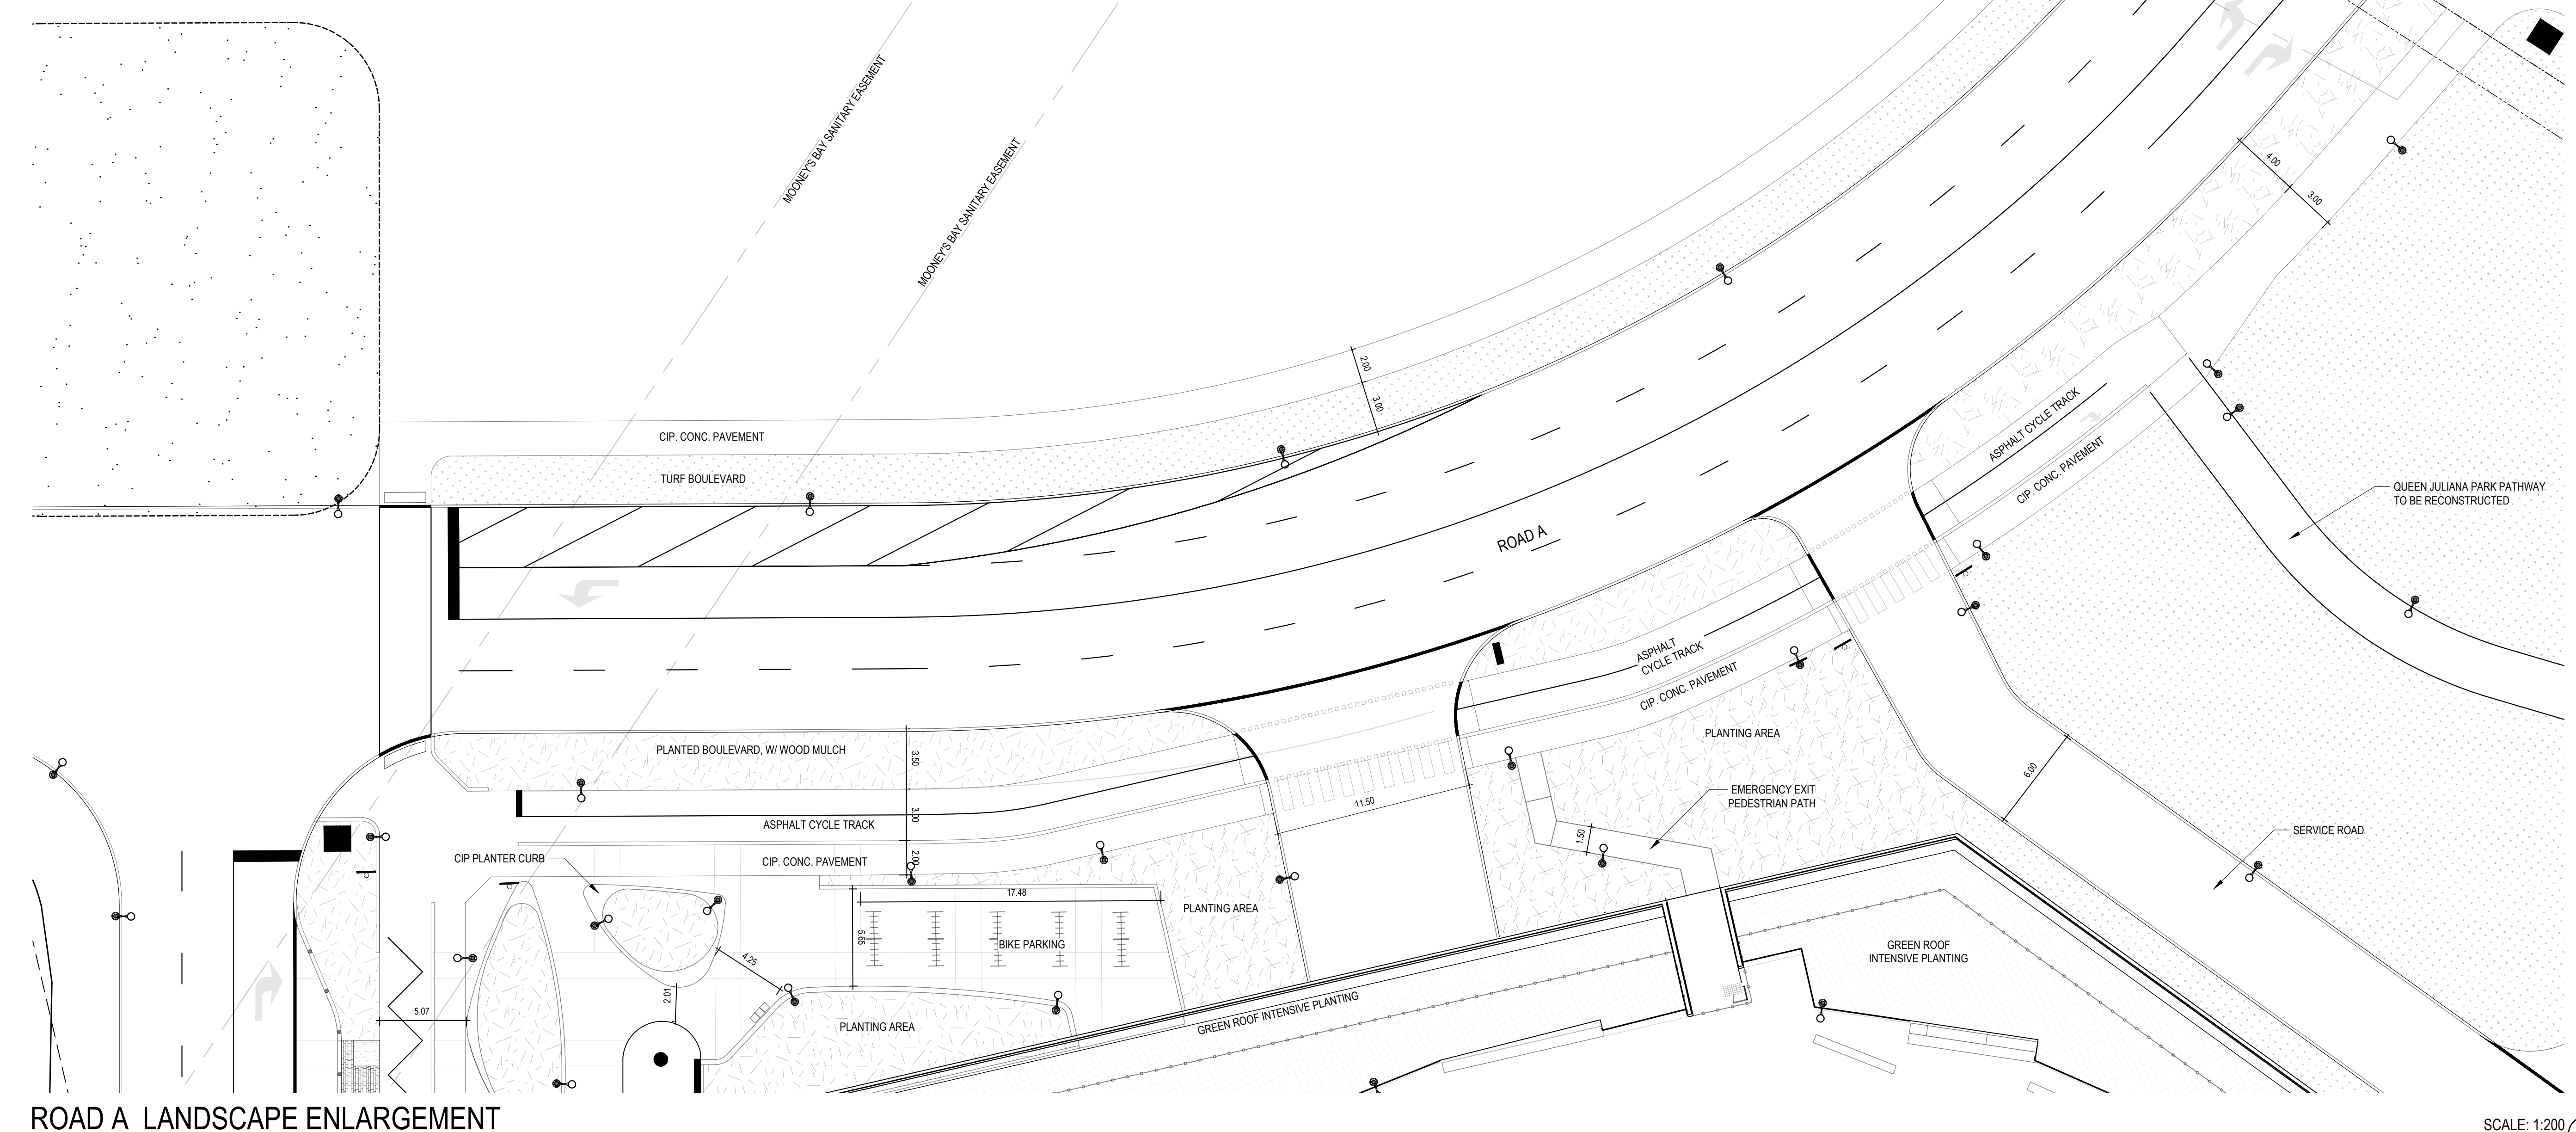 MOONEY'S BAY SANITARY EASEMENT
MOONEY'S BAY SANITARY EASEMENT
4.00
3.00
2.00
3.00
CIP. CONC. PAVEMENT
TURF BOULEVARD
ASPHALT CYCLE TRACK
CIP. CONC. PAVEMENT
QUEEN JULIANA PARK PATHWAY
TO BE RECONSTRUCTED
ROAD A
ASPHALT
CYCLE TRACK
CIP. CONC. PAVEMENT
PLANTING AREA
PLANTED BOULEVARD, W/ WOOD MULCH
3.50
3.00
2.00
6.00
11.50
EMERGENCY EXIT
PEDESTRIAN PATH
1.50
ASPHALT CYCLE TRACK
SERVICE ROAD
CIP PLANTER CURB
CIP. CONC. PAVEMENT
17.48
PLANTING AREA
5.65
BIKE PARKING
4.25
2.01
5.07
PLANTING AREA
GREEN ROOF INTENSIVE PLANTING
GREEN ROOF
INTENSIVE PLANTING
ROAD A LANDSCAPE ENLARGEMENT
SCALE: 1:200